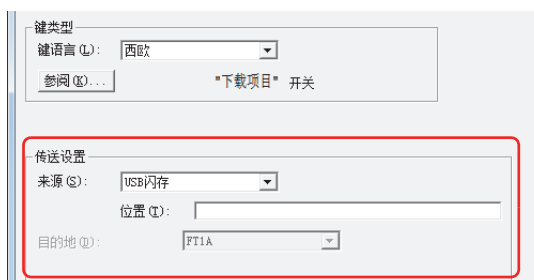 键类型
键语言(L): 西欧
参阅(K)... "下载项目" 开关
传送设置
来源(S): USB闪存
位置(T):
目的地(D): FT1A